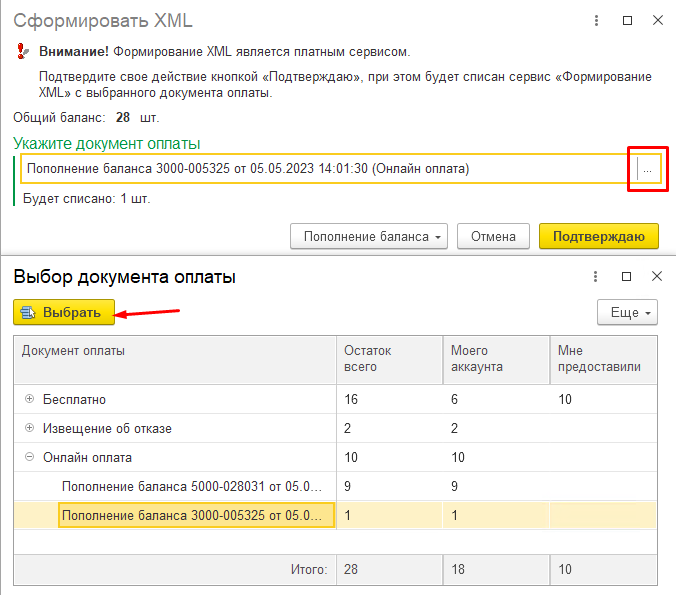 Сформировать XML
Внимание! Формирование XML является платным сервисом.
Подтвердите свое действие кнопкой «Подтверждаю», при этом будет списан сервис «Формирование
XML» с выбранного документа оплаты.
Общий баланс: 28 шт.
Укажите документ оплаты
Пополнение баланса 3000-005325 от 05.05.2023 14:01:30 (Онлайн оплата) ...
Будет списано: 1 шт.
Пополнение баланса Отмена Подтверждаю
Выбор документа оплаты
Выбрать Еще
Документ оплаты Остаток всего Моего аккаунта Мне предоставили
Бесплатно 16 6 10
Извещение об отказе 2 2
Онлайн оплата 10 10
Пополнение баланса 5000-028031 от 05.0... 9 9
Пополнение баланса 3000-005325 от 05.0... 1 1
Итого: 28 18 10